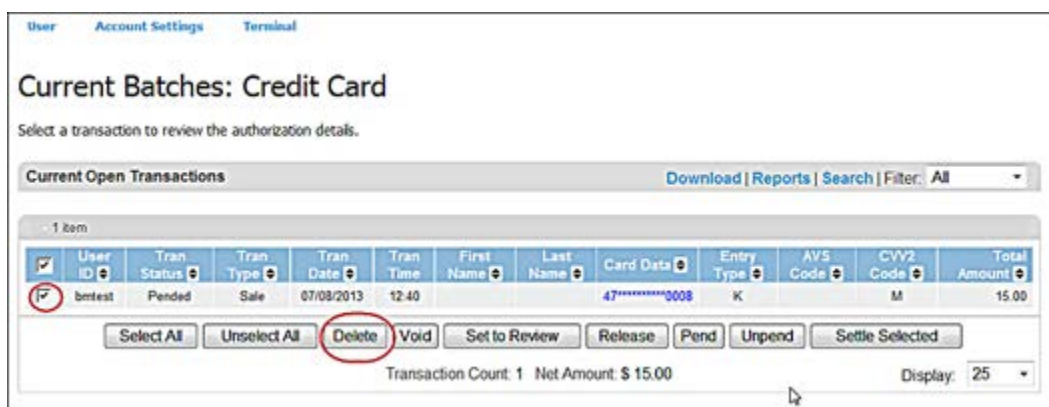 User Account Settings Terminal
Current Batches: Credit Card
Select a transaction to review the authorization details.
Current Open Transactions Download | Reports | Search | Filter: All
1 item
User ID Tran Status Tran Type Tran Date Tran Time First Name Last Name Card Data Entry Type AVS Code CVV2 Code Total Amount
bmtest Pended Sale 07/08/2013 12:40 47***********0008 K M 15.00
Select All Unselect All Delete Void Set to Review Release Pend Unpend Settle Selected
Transaction Count: 1 Net Amount: $ 15.00 Display: 25